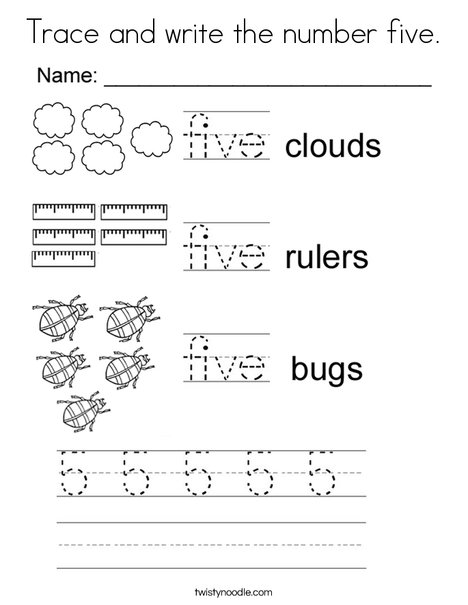 Trace and write the number five.
Name:
five clouds
five rulers
five bugs
5 5 5 5 5
twistynoodle.com